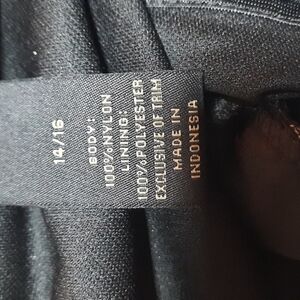 14/16
BODY:
100%NYLON
LINING:
100%POLYESTER
EXCLUSIVE OF TRIM
MADE IN
INDONESIA